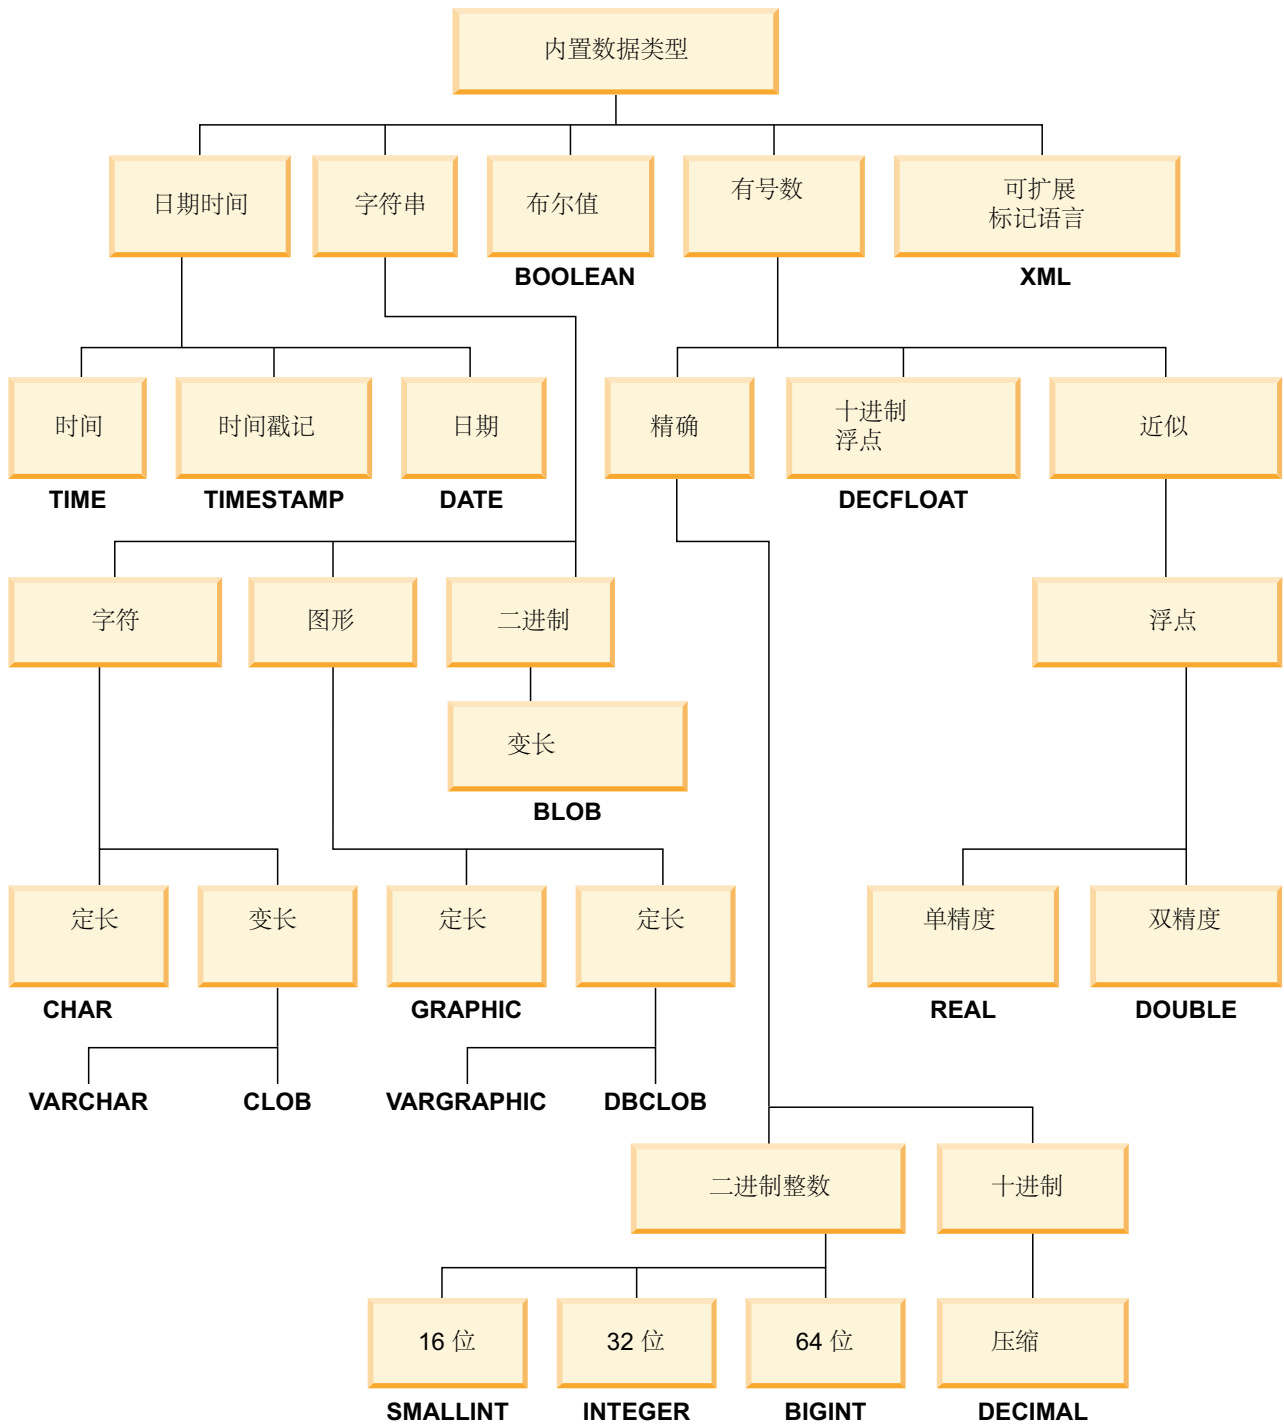 内置数据类型
日期时间
字符串
布尔值
有号数
可扩展
标记语言
BOOLEAN
XML
时间
时间戳记
日期
精确
十进制
浮点
近似
TIME
TIMESTAMP
DATE
DECFLOAT
字符
图形
二进制
浮点
变长
BLOB
定长
变长
定长
定长
单精度
双精度
CHAR
GRAPHIC
REAL
DOUBLE
VARCHAR
CLOB
VARGRAPHIC
DBCLOB
二进制整数
十进制
16 位
32 位
64 位
压缩
SMALLINT
INTEGER
BIGINT
DECIMAL